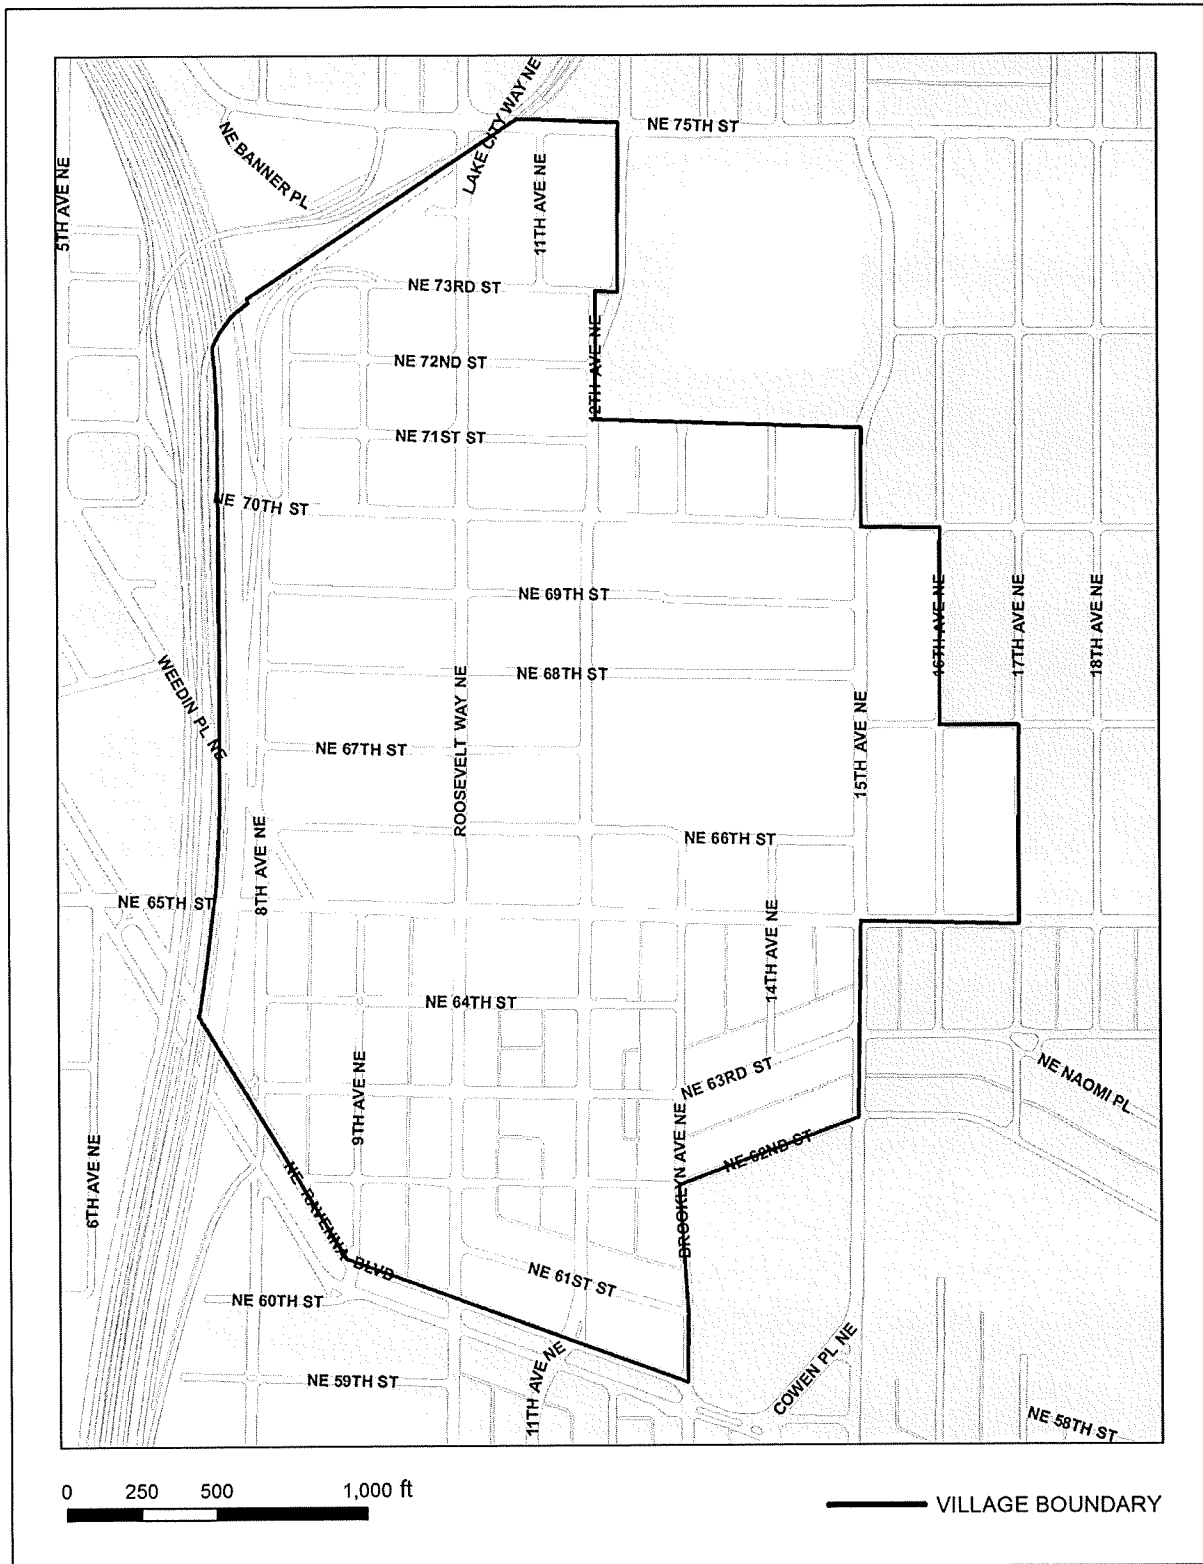 LAKE CITY WAY NE
NE 75TH ST
NE BANNER PL
5TH AVE NE
11TH AVE NE
NE 73RD ST
12TH AVE NE
NE 72ND ST
NE 71ST ST
NE 70TH ST
NE 69TH ST
16TH AVE NE
17TH AVE NE
18TH AVE NE
NE 68TH ST
WEEDIN PL NE
ROOSEVELT WAY NE
15TH AVE NE
NE 67TH ST
NE 66TH ST
8TH AVE NE
NE 65TH ST
14TH AVE NE
NE 64TH ST
NE 63RD ST
NE NAOMI PL
9TH AVE NE
6TH AVE NE
BROOKLYN AVE NE
NE 62ND ST
NE RAVENNA BLVD
NE 61ST ST
NE 60TH ST
NE 59TH ST
11TH AVE NE
COWEN PL NE
NE 58TH ST
0 250 500 1,000 ft
VILLAGE BOUNDARY